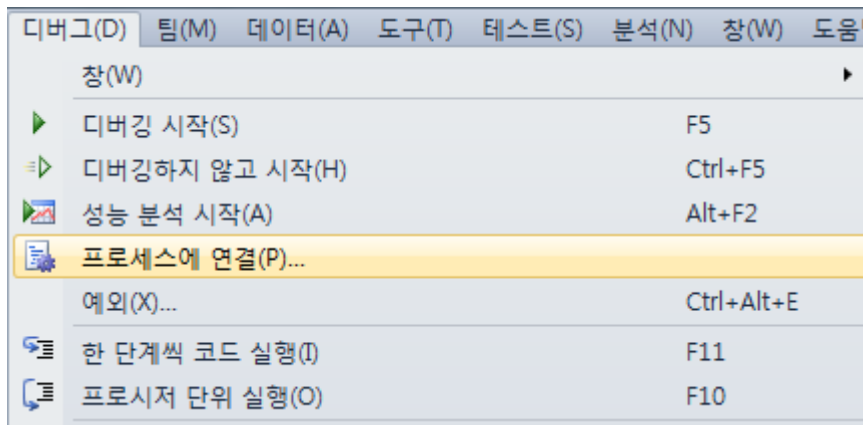 디버그(D) 팀(M) 데이터(A) 도구(T) 테스트(S) 분석(N) 창(W) 도움
창(W)
디버깅 시작(S) F5
디버깅하지 않고 시작(H) Ctrl+F5
성능 분석 시작(A) Alt+F2
프로세스에 연결(P)...
예외(X)... Ctrl+Alt+E
한 단계씩 코드 실행(I) F11
프로시저 단위 실행(O) F10